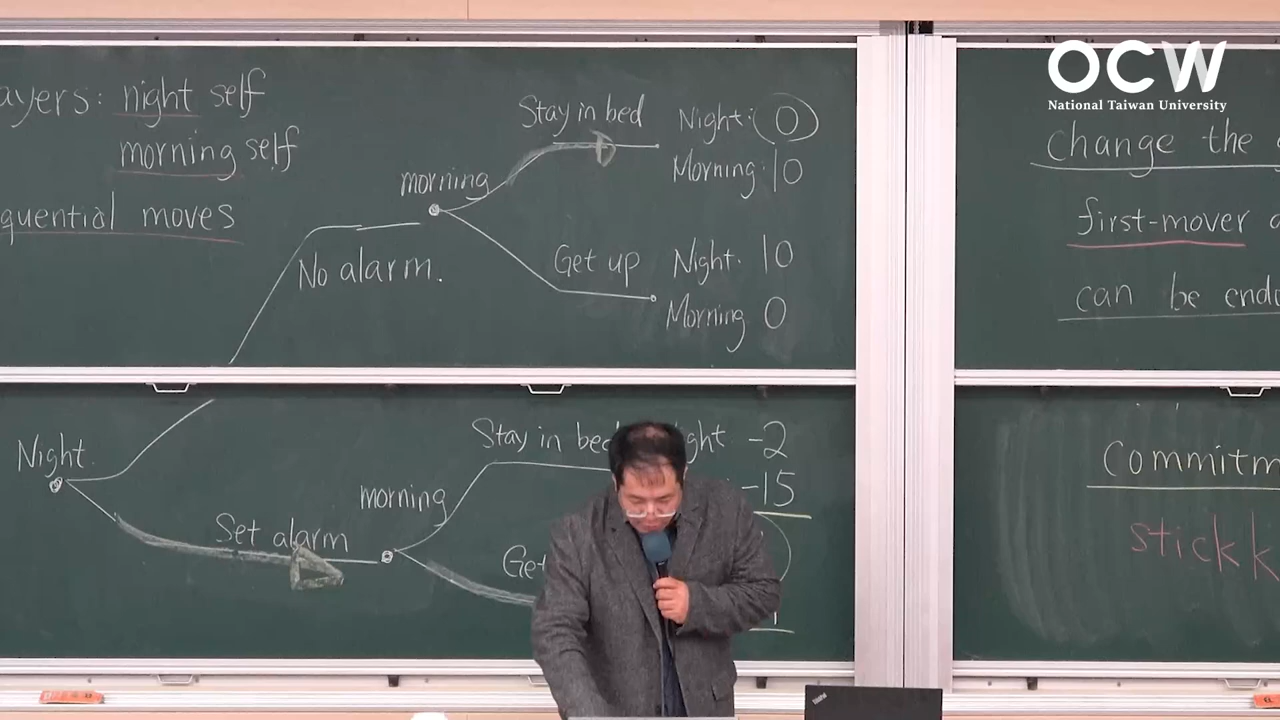 OCW
National Taiwan University
ayers: night self
morning self
quential moves
No alarm.
morning
Stay in bed
Night: 0
Morning: 10
Get up
Night: 10
Morning 0
Night
Set alarm
morning
Stay in bed
ght -2
-15
Get
change the
first-mover
can be end
Commitm
stick k